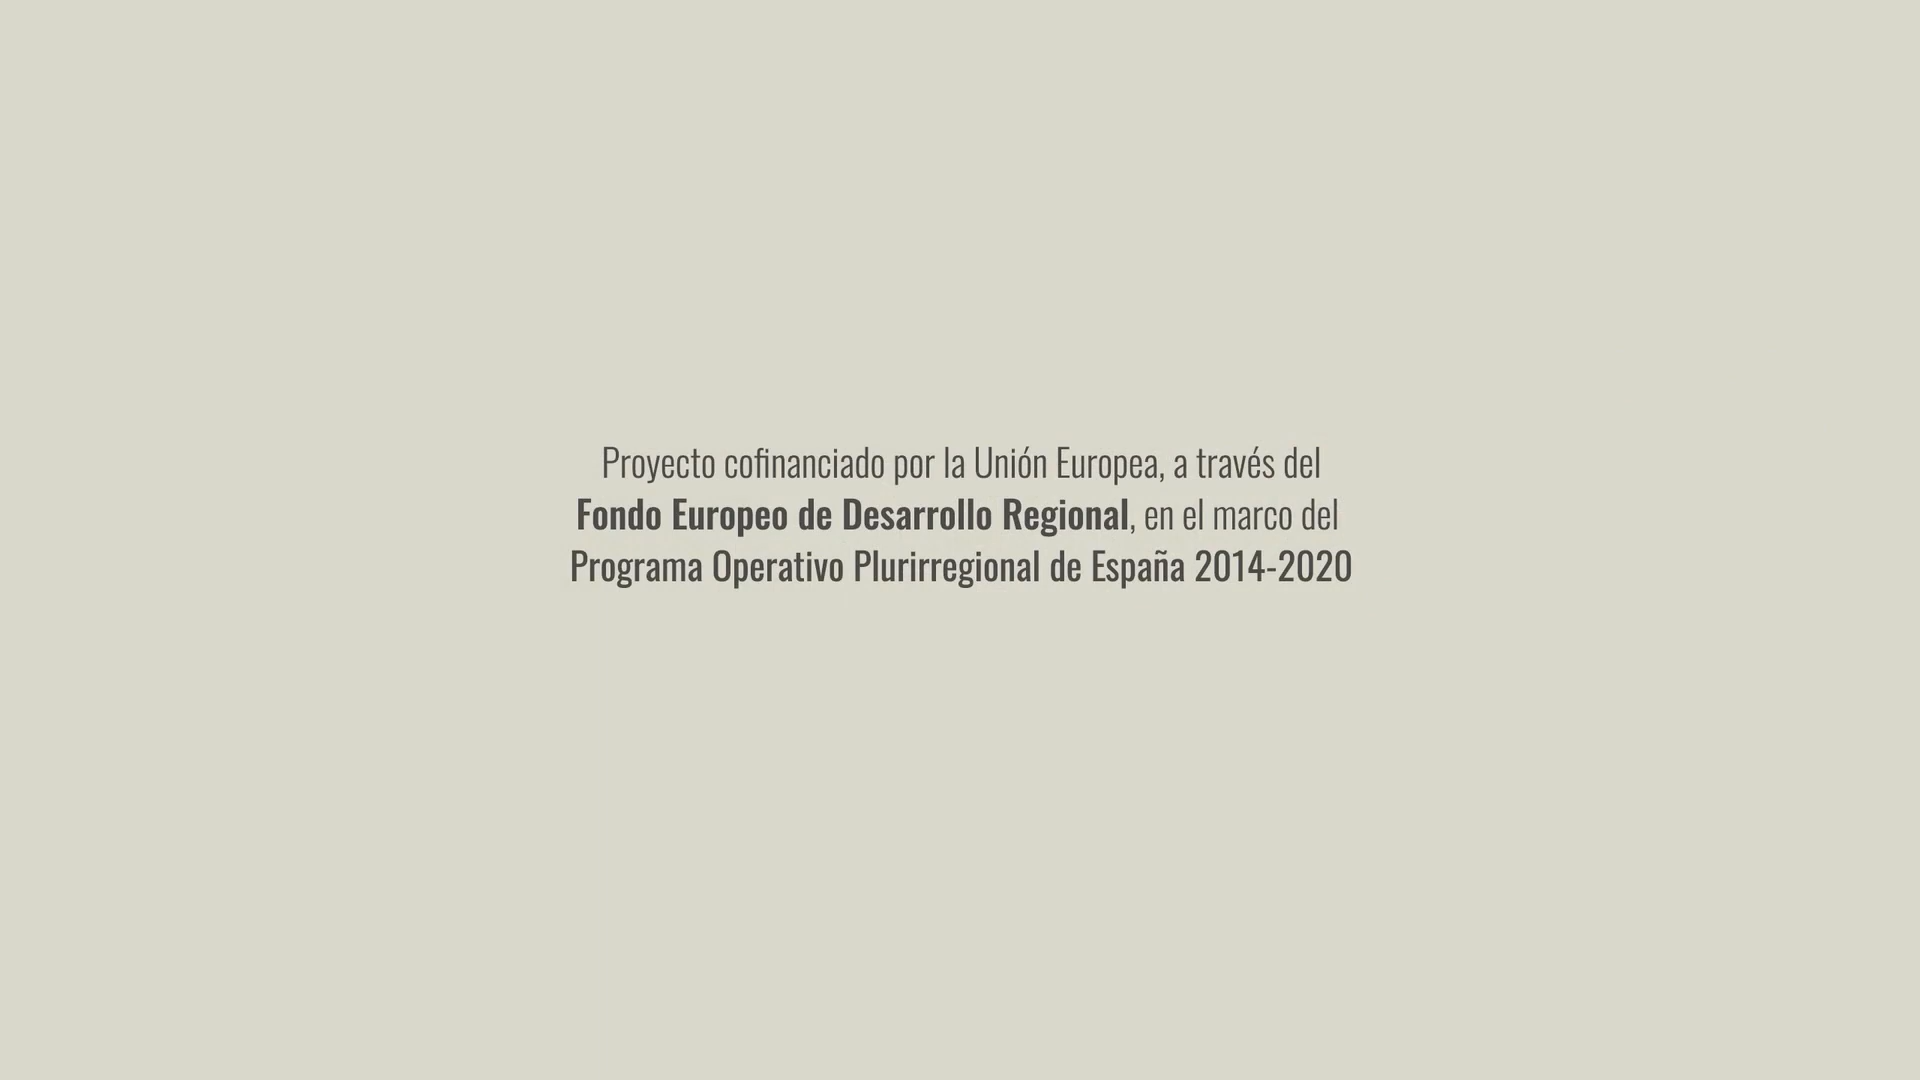 Proyecto cofinanciado por la Unión Europea, a través del
Fondo Europeo de Desarrollo Regional, en el marco del
Programa Operativo Plurirregional de España 2014-2020